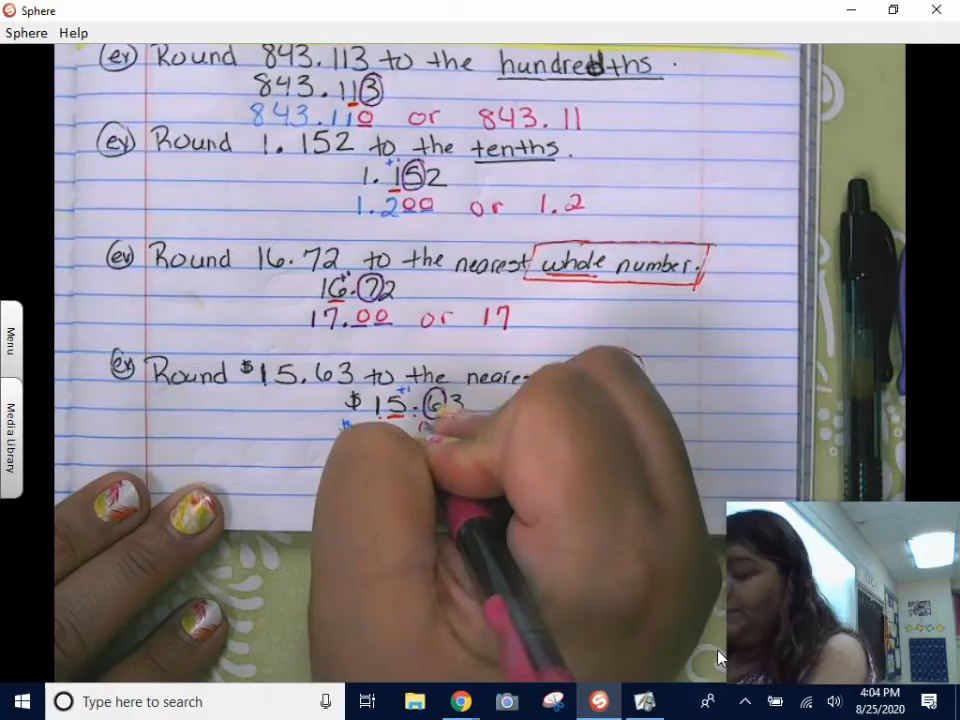 Sphere
Sphere Help
(ex) Round 843.113 to the hundredths.
843.113
843.110 or 843.11
(ex) Round 1.152 to the tenths.
+1
1.152
1.200 or 1.2
(ex) Round 16.72 to the nearest whole number.
+1
16.72
17.00 or 17
(ex) Round $15.63 to the
+1
$ 15.63
$
Menu
Media Library
Type here to search
4:04 PM
8/25/2020